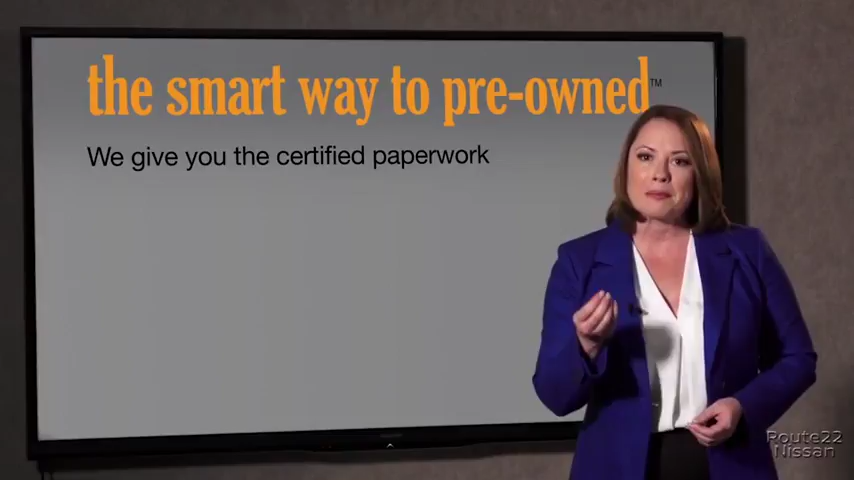 the smart way to pre-owned™
We give you the certified paperwork
Route22
Nissan